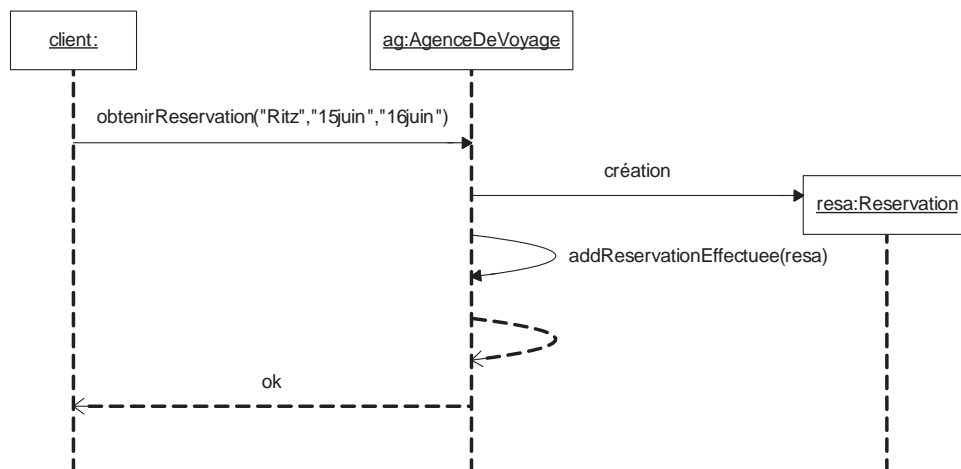 client:
ag:AgenceDeVoyage
obtenirReservation("Ritz","15juin","16juin")
création
resa:Reservation
addReservationEffectuee(resa)
ok